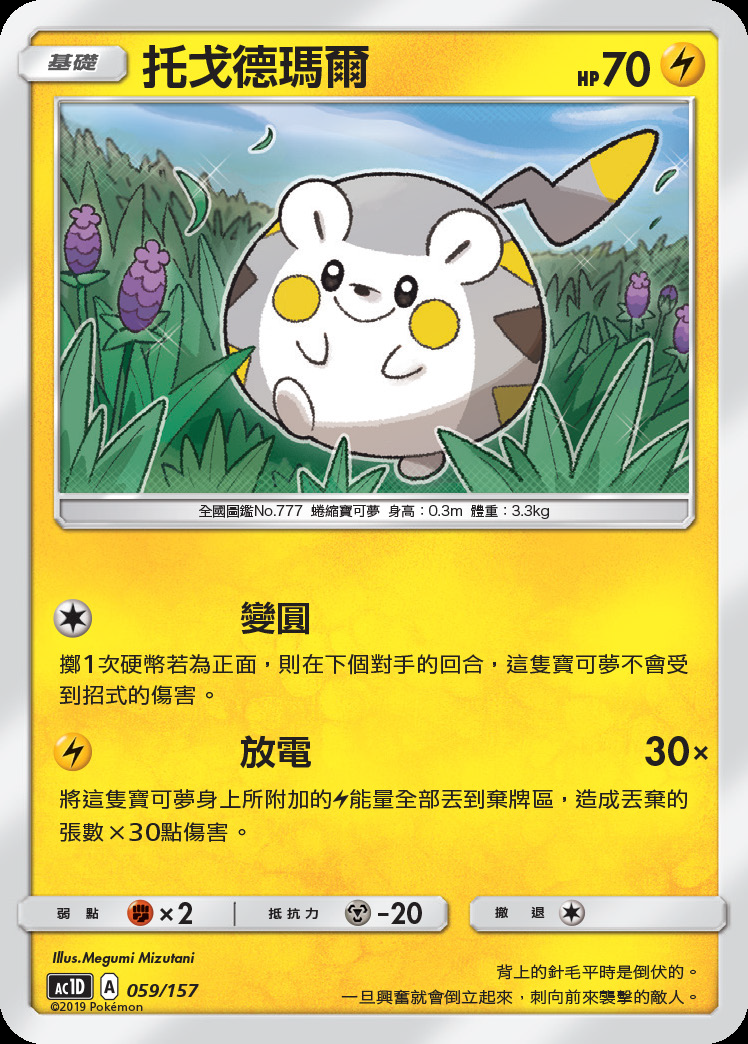 基礎 托戈德瑪爾 HP70
全國圖鑑No.777 蜷縮寶可夢 身高：0.3m 體重：3.3kg
變圓
擲1次硬幣若為正面，則在下個對手的回合，這隻寶可夢不會受
到招式的傷害。
放電 30×
將這隻寶可夢身上所附加的能量全部丟到棄牌區，造成丟棄的
張數×30點傷害。
弱點 ×2 抵抗力 -20 撤退
Illus.Megumi Mizutani
AC1D A 059/157
©2019 Pokémon
背上的針毛平時是倒伏的。
一旦興奮就會倒立起來，刺向前來襲擊的敵人。